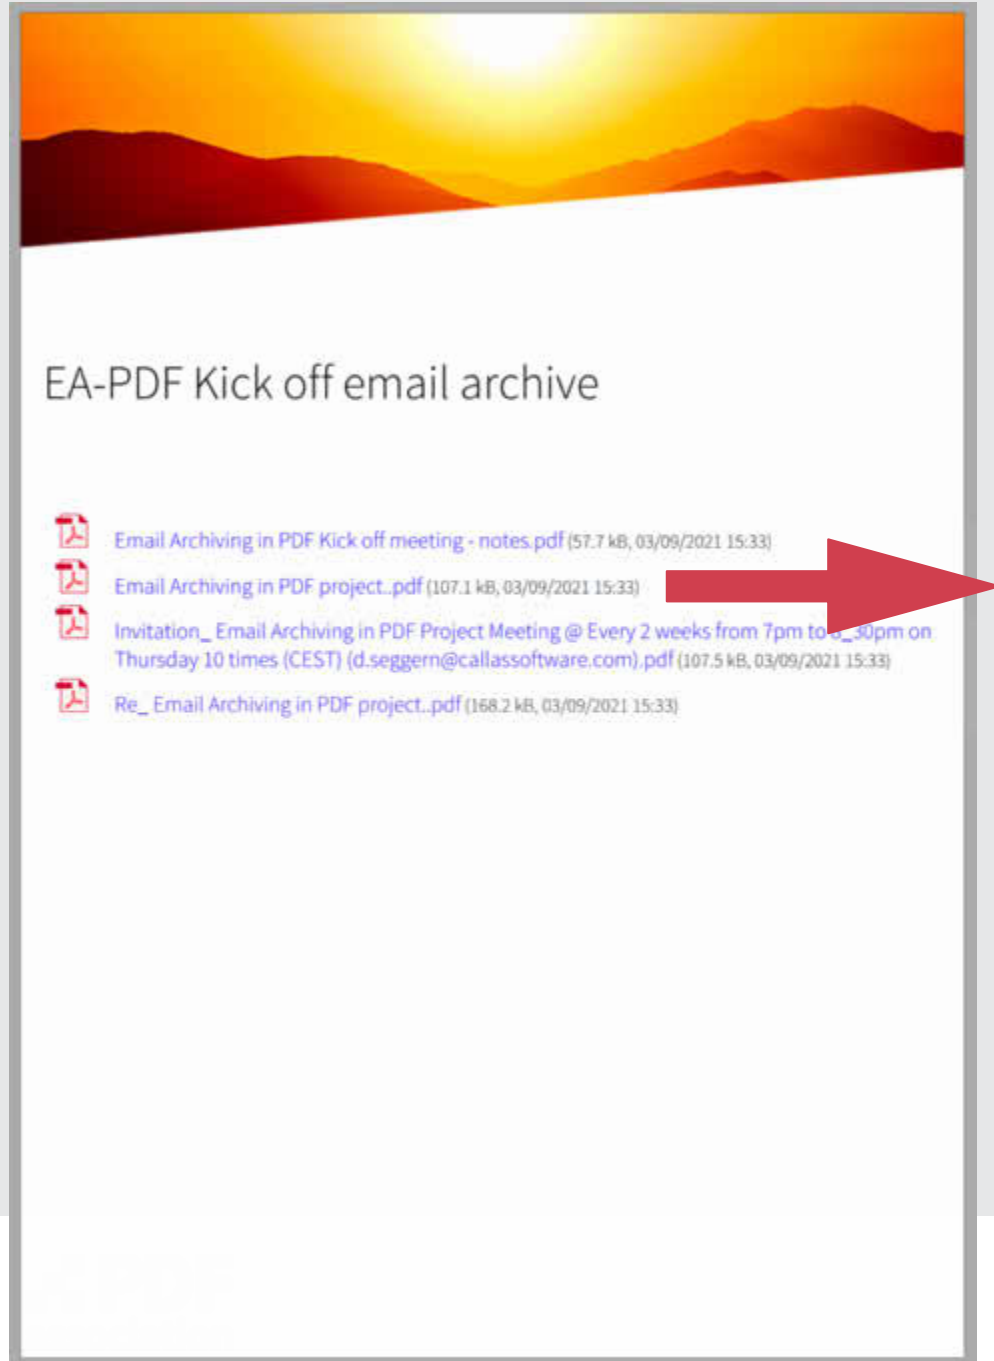 EA-PDF Kick off email archive
Email Archiving in PDF Kick off meeting - notes.pdf (57.7 kB, 03/09/2021 15:33)
Email Archiving in PDF project..pdf (107.1 kB, 03/09/2021 15:33)
Invitation_ Email Archiving in PDF Project Meeting @ Every 2 weeks from 7pm to 8_30pm on
Thursday 10 times (CEST) (d.seggern@callassoftware.com).pdf (107.5 kB, 03/09/2021 15:33)
Re_ Email Archiving in PDF project..pdf (168.2 kB, 03/09/2021 15:33)